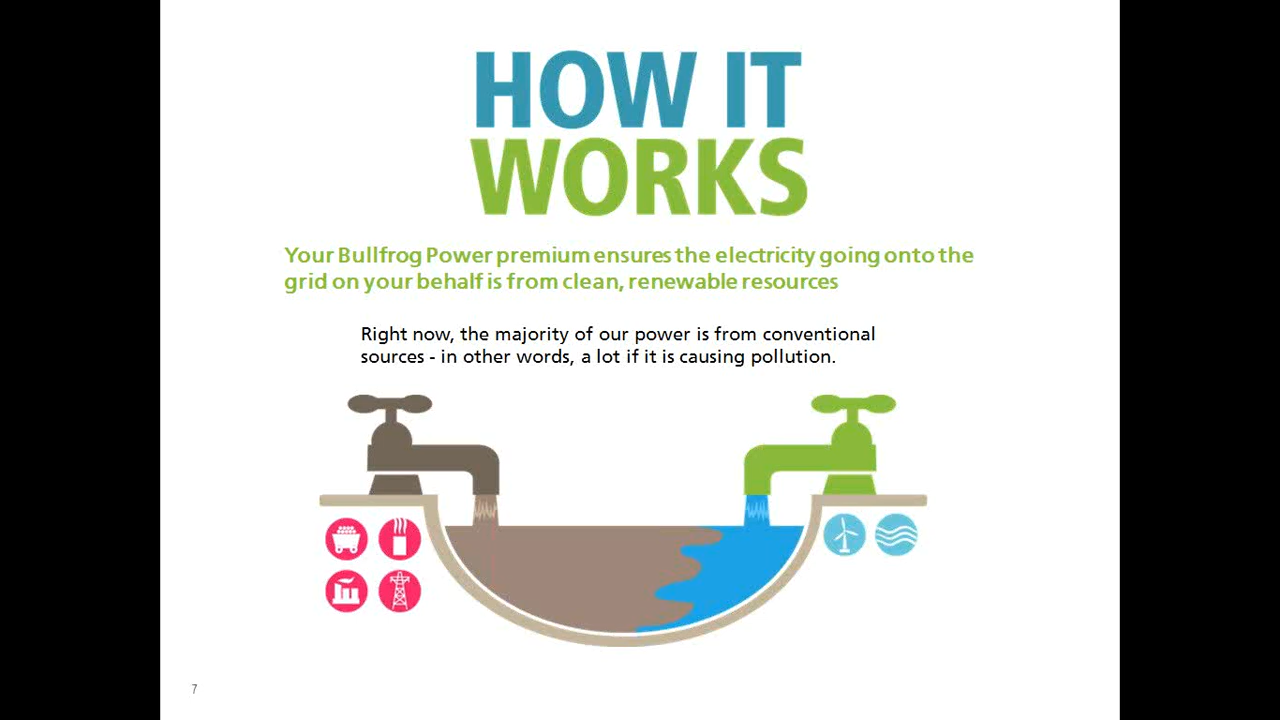 HOW IT
WORKS
Your Bullfrog Power premium ensures the electricity going onto the
grid on your behalf is from clean, renewable resources
Right now, the majority of our power is from conventional
sources - in other words, a lot if it is causing pollution.
7